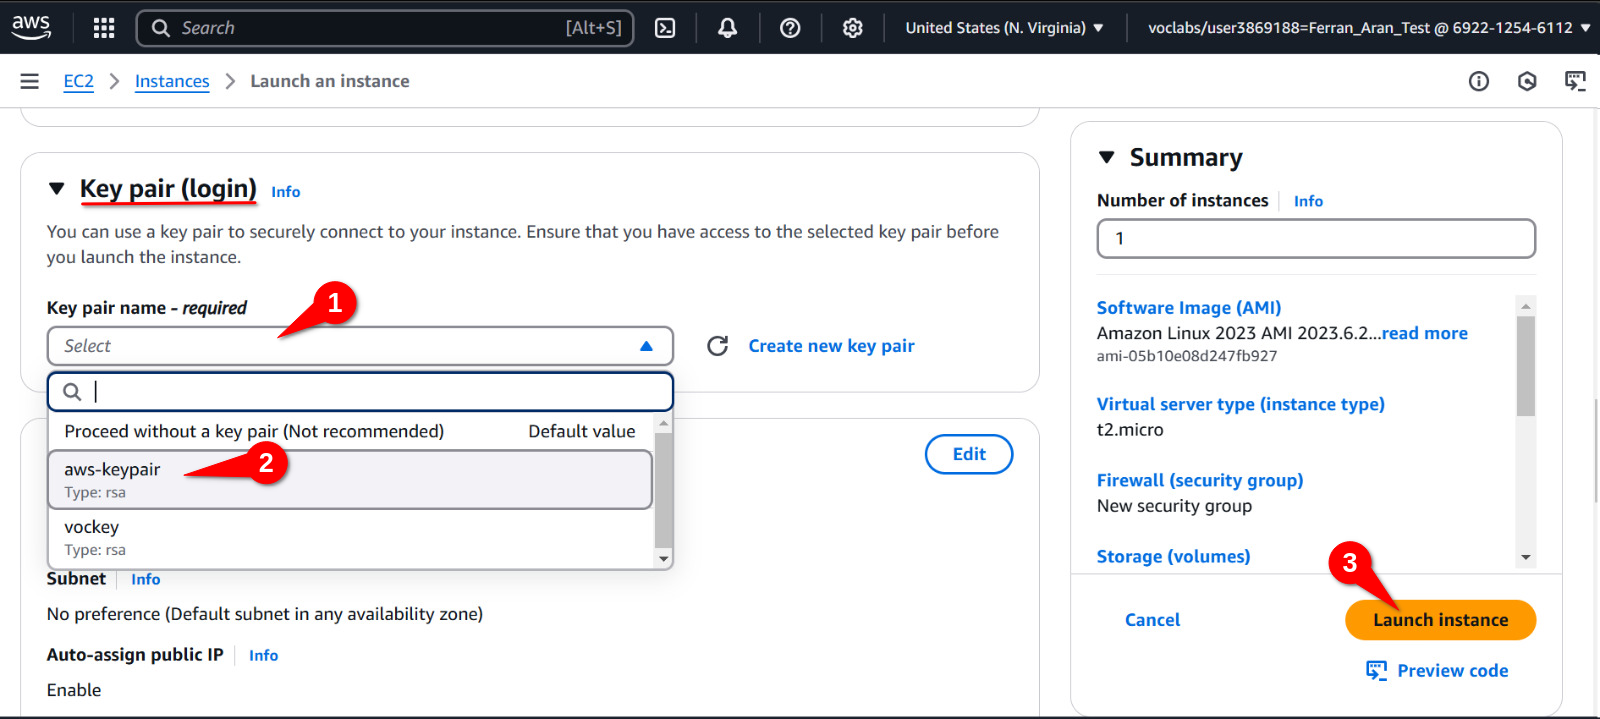 aws
Search [Alt+S]
United States (N. Virginia)
voclabs/user3869188=Ferran_Aran_Test @ 6922-1254-6112
EC2 > Instances > Launch an instance
Key pair (login) Info
You can use a key pair to securely connect to your instance. Ensure that you have access to the selected key pair before
you launch the instance.
Key pair name - required
1
Select
Create new key pair
Proceed without a key pair (Not recommended) Default value
aws-keypair
Type: rsa
2
vockey
Type: rsa
Edit
Subnet Info
No preference (Default subnet in any availability zone)
Auto-assign public IP Info
Enable
Summary
Number of instances Info
1
Software Image (AMI)
Amazon Linux 2023 AMI 2023.6.2...read more
ami-05b10e08d247fb927
Virtual server type (instance type)
t2.micro
Firewall (security group)
New security group
Storage (volumes)
3
Cancel
Launch instance
Preview code